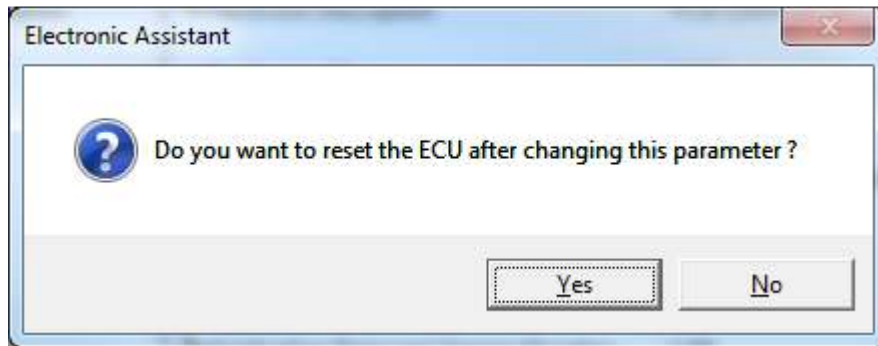 Electronic Assistant
Do you want to reset the ECU after changing this parameter ?
Yes
No